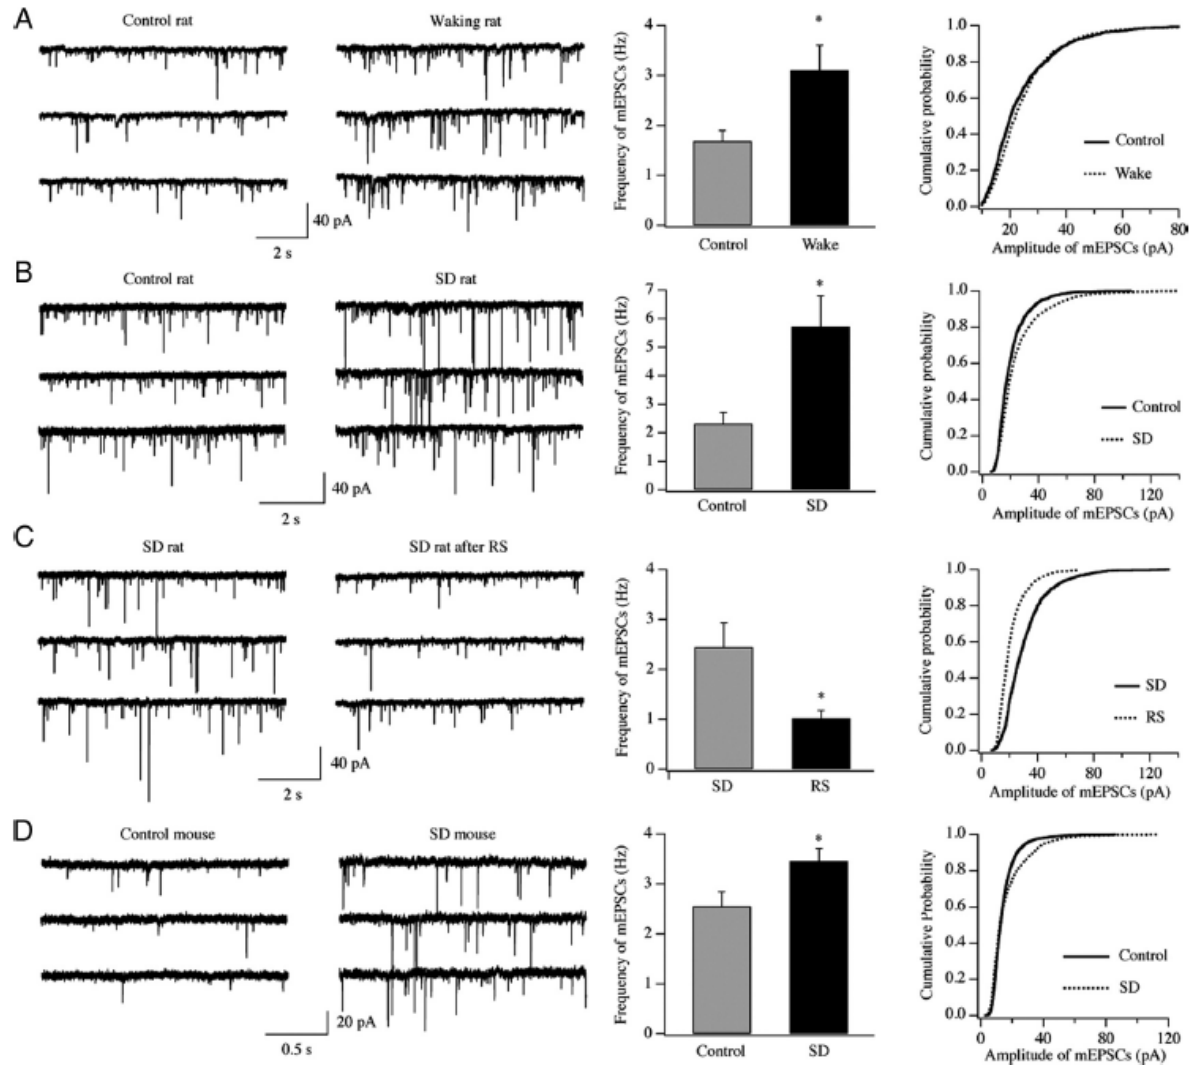 A
Control rat
Waking rat
40 pA
2 s
Frequency of mEPSCs (Hz)
4
3
2
1
0
*
Control
Wake
Cumulative probability
1.0
0.8
0.6
0.4
0.2
0.0
Control
Wake
20
40
60
80
Amplitude of mEPSCs (pA)
B
Control rat
SD rat
40 pA
2 s
Frequency of mEPSCs (Hz)
7
6
5
4
3
2
1
0
*
Control
SD
Cumulative probability
1.0
0.8
0.6
0.4
0.2
0.0
Control
SD
0
40
80
120
Amplitude of mEPSCs (pA)
C
SD rat
SD rat after RS
40 pA
2 s
Frequency of mEPSCs (Hz)
4
3
2
1
0
*
SD
RS
Cumulative probability
1.0
0.8
0.6
0.4
0.2
0.0
SD
RS
0
40
80
120
Amplitude of mEPSCs (pA)
D
Control mouse
SD mouse
20 pA
0.5 s
Frequency of mEPSCs (Hz)
4
3
2
1
0
*
Control
SD
Cumulative Probability
1.0
0.8
0.6
0.4
0.2
0.0
Control
SD
0
40
80
120
Amplitude of mEPSCs (pA)